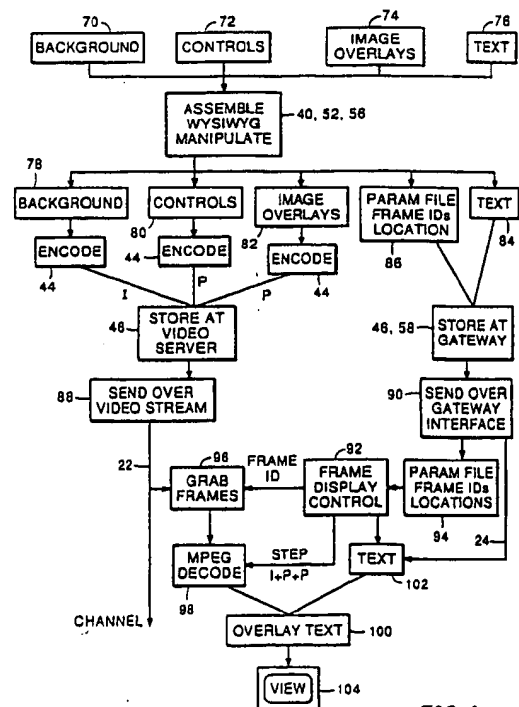 70
72
74
76
BACKGROUND
CONTROLS
IMAGE
OVERLAYS
TEXT
ASSEMBLE
WYSIWYG
MANIPULATE
40, 52, 56
78
BACKGROUND
CONTROLS
80
IMAGE
OVERLAYS
82
PARAM FILE
FRAME IDs
LOCATION
86
TEXT
84
ENCODE
44
ENCODE
44
ENCODE
44
I
P
P
STORE AT
VIDEO
SERVER
46
STORE AT
GATEWAY
46, 58
88
SEND OVER
VIDEO STREAM
90
SEND OVER
GATEWAY
INTERFACE
22
96
GRAB
FRAMES
FRAME
ID
92
FRAME
DISPLAY
CONTROL
PARAM FILE
FRAME IDs
LOCATIONS
94
24
MPEG
DECODE
98
STEP
I+P+P
TEXT
102
CHANNEL
OVERLAY TEXT
100
VIEW
104